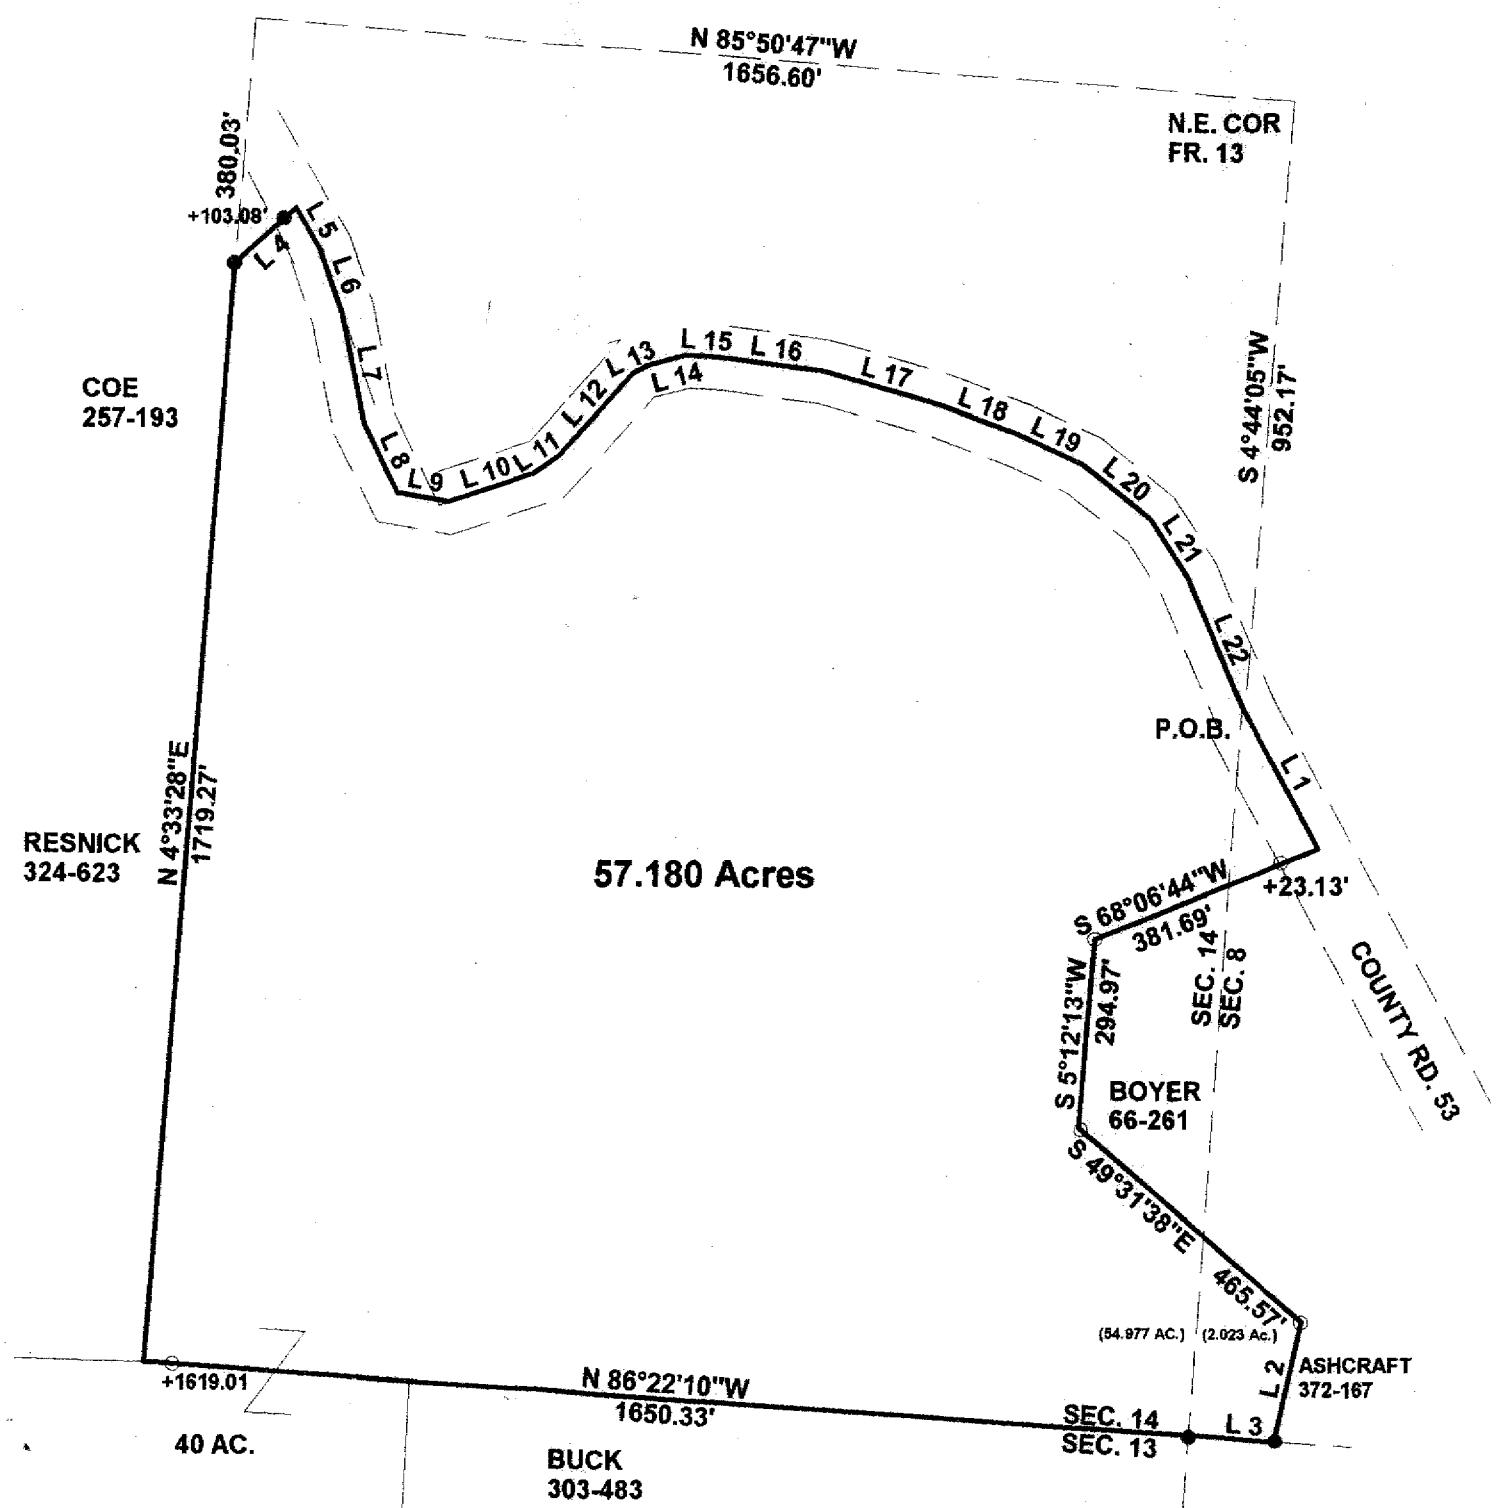 N 85°50'47"W
1656.60'
N.E. COR
FR. 13
380.03'
+103.08'
L 4
L 5
L 6
L 7
L 8
L 9
L 10
L 11
L 12
L 13
L 14
L 15
L 16
L 17
L 18
L 19
L 20
L 21
L 22
S 4°44'05"W
952.17'
COE
257-193
P.O.B.
L 1
N 4°33'28"E
1719.27'
RESNICK
324-623
57.180 Acres
S 68°06'44"W
381.69'
+23.13'
SEC. 14
SEC. 8
COUNTY RD. 53
S 5°12'13"W
294.97'
BOYER
66-261
S 49°31'38"E
465.57'
(54.977 AC.)
(2.023 Ac.)
L 2
ASHCRAFT
372-167
L 3
+1619.01
N 86°22'10"W
1650.33'
SEC. 14
SEC. 13
40 AC.
BUCK
303-483